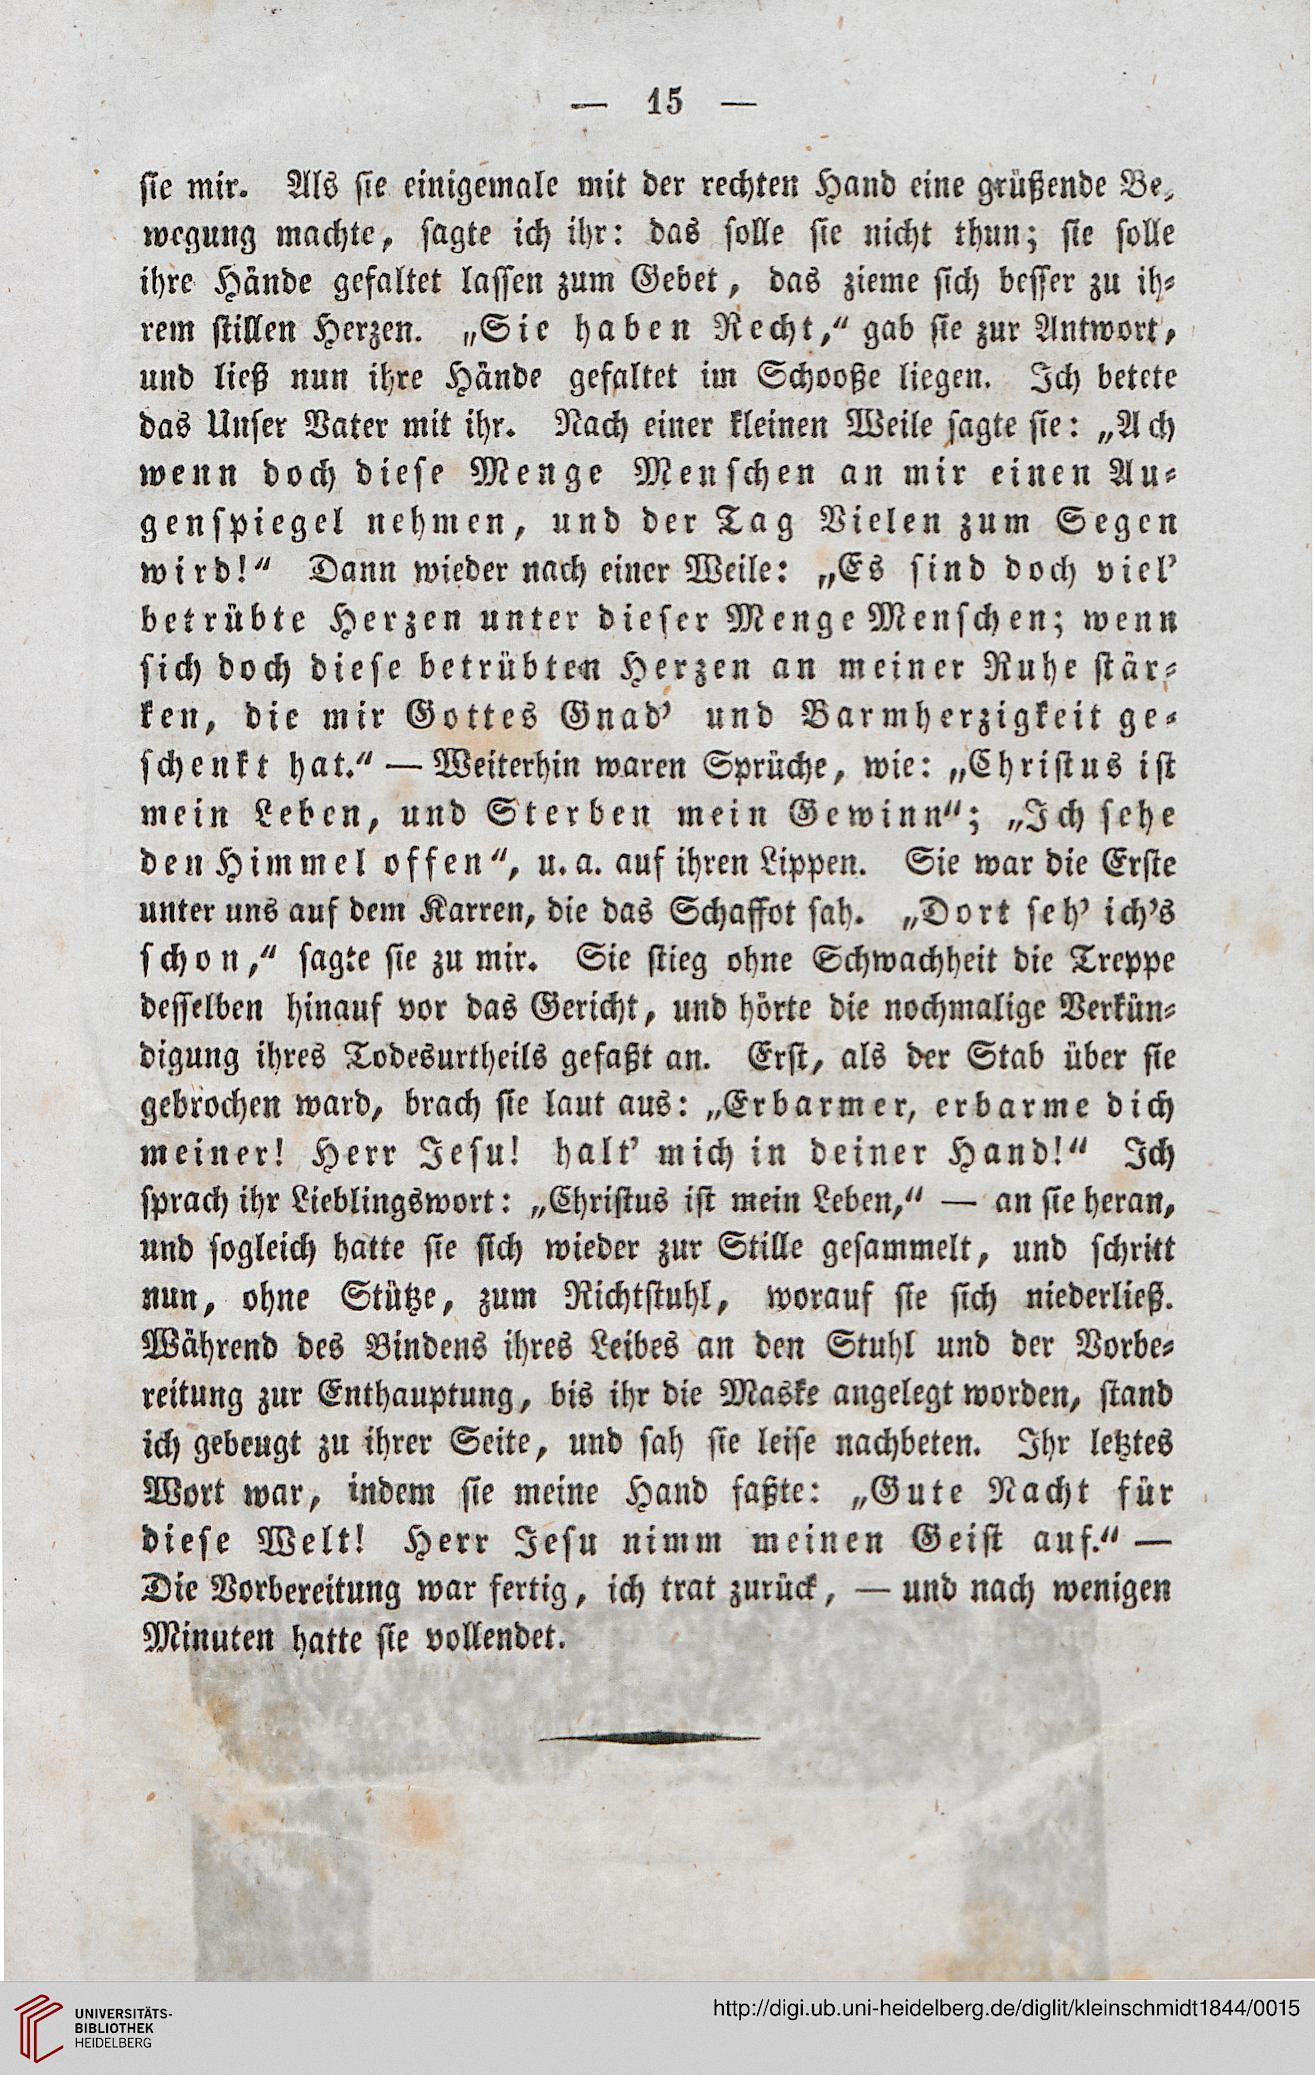 — 15 —
sie mir. Als sie einigemale mit der rechten Hand eine grüßende Be-
wegung machte, sagte ich ihr: das solle sie nicht thun; sie solle
ihre Hände gefaltet lassen zum Gebet, das zieme sich besser zu ih-
rem stillen Herzen. „Sie haben Recht,“ gab sie zur Antwort,
und ließ nun ihre Hände gefaltet im Schooße liegen. Ich betete
das Unser Vater mit ihr. Nach einer kleinen Weile sagte sie: „Ach
wenn doch diese Menge Menschen an mir einen Au-
genspiegel nehmen, und der Tag Vielen zum Segen
wird!“ Dann wieder nach einer Weile: „Es sind doch viel’
betrübte Herzen unter dieser Menge Menschen; wenn
sich doch diese betrübten Herzen an meiner Ruhe stär-
ken, die mir Gottes Gnad’ und Barmherzigkeit ge-
schenkt hat.“ — Weiterhin waren Sprüche, wie: „Christus ist
mein Leben, und Sterben mein Gewinn“; „Ich sehe
den Himmel offen“, u. a. auf ihren Lippen. Sie war die Erste
unter uns auf dem Karren, die das Schaffot sah. „Dort seh’ ich’s
schon,“ sagte sie zu mir. Sie stieg ohne Schwachheit die Treppe
desselben hinauf vor das Gericht, und hörte die nochmalige Verkün-
digung ihres Todesurtheils gefaßt an. Erst, als der Stab über sie
gebrochen ward, brach sie laut aus: „Erbarmer, erbarme dich
meiner! Herr Jesu! halt’ mich in deiner Hand!“ Ich
sprach ihr Lieblingswort: „Christus ist mein Leben,“ — an sie heran,
und sogleich hatte sie sich wieder zur Stille gesammelt, und schritt
nun, ohne Stütze, zum Richtstuhl, worauf sie sich niederließ.
Während des Bindens ihres Leibes an den Stuhl und der Vorbe-
reitung zur Enthauptung, bis ihr die Maske angelegt worden, stand
ich gebeugt zu ihrer Seite, und sah sie leise nachbeten. Ihr letztes
Wort war, indem sie meine Hand faßte: „Gute Nacht für
diese Welt! Herr Jesu nimm meinen Geist auf.“ —
Die Vorbereitung war fertig, ich trat zurück, — und nach wenigen
Minuten hatte sie vollendet.
UNIVERSITÄTS-
BIBLIOTHEK
HEIDELBERG
http://digi.ub.uni-heidelberg.de/diglit/kleinschmidt1844/0015